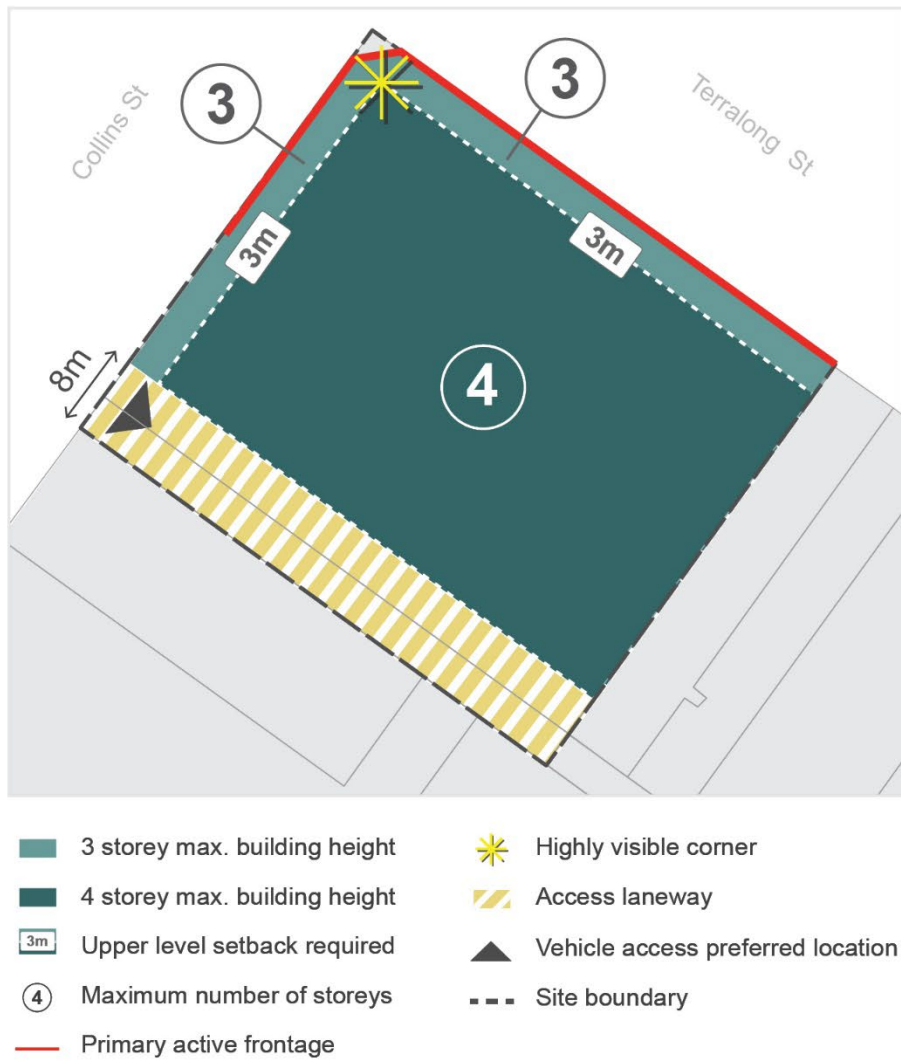 Collins St
3
3
Terralong St
3m
3m
8m
4
3 storey max. building height
4 storey max. building height
3m Upper level setback required
4 Maximum number of storeys
Primary active frontage
Highly visible corner
Access laneway
Vehicle access preferred location
Site boundary